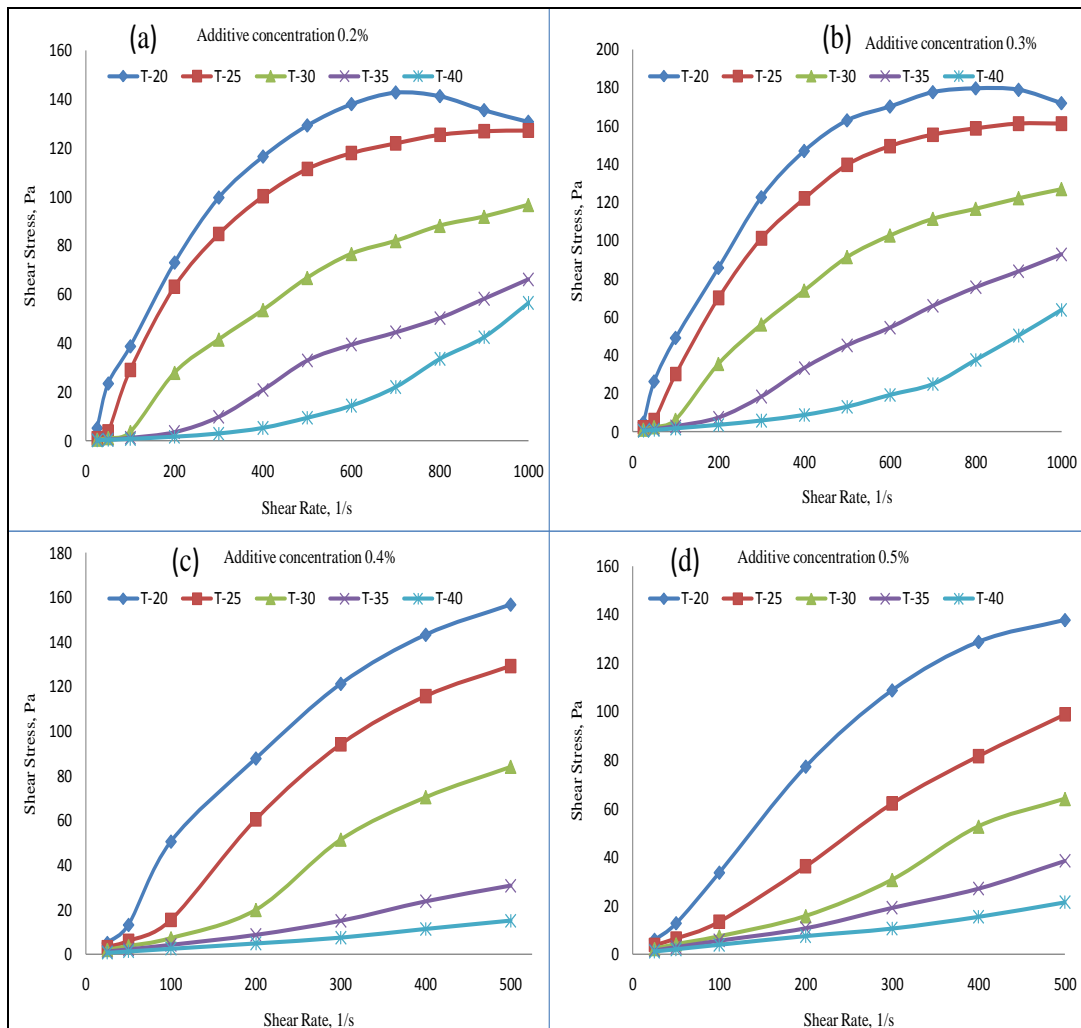 (a) Additive concentration 0.2%
T-20 T-25 T-30 T-35 T-40
Shear Stress, Pa
160
140
120
100
80
60
40
20
0
0 200 400 600 800 1000
Shear Rate, 1/s
(b) Additive concentration 0.3%
T-20 T-25 T-30 T-35 T-40
Shear Stress, Pa
200
180
160
140
120
100
80
60
40
20
0
0 200 400 600 800 1000
Shear Rate, 1/s
(c) Additive concentration 0.4%
T-20 T-25 T-30 T-35 T-40
Shear Stress, Pa
180
160
140
120
100
80
60
40
20
0
0 100 200 300 400 500
Shear Rate, 1/s
(d) Additive concentration 0.5%
T-20 T-25 T-30 T-35 T-40
Shear Stress, Pa
160
140
120
100
80
60
40
20
0
0 100 200 300 400 500
Shear Rate, 1/s